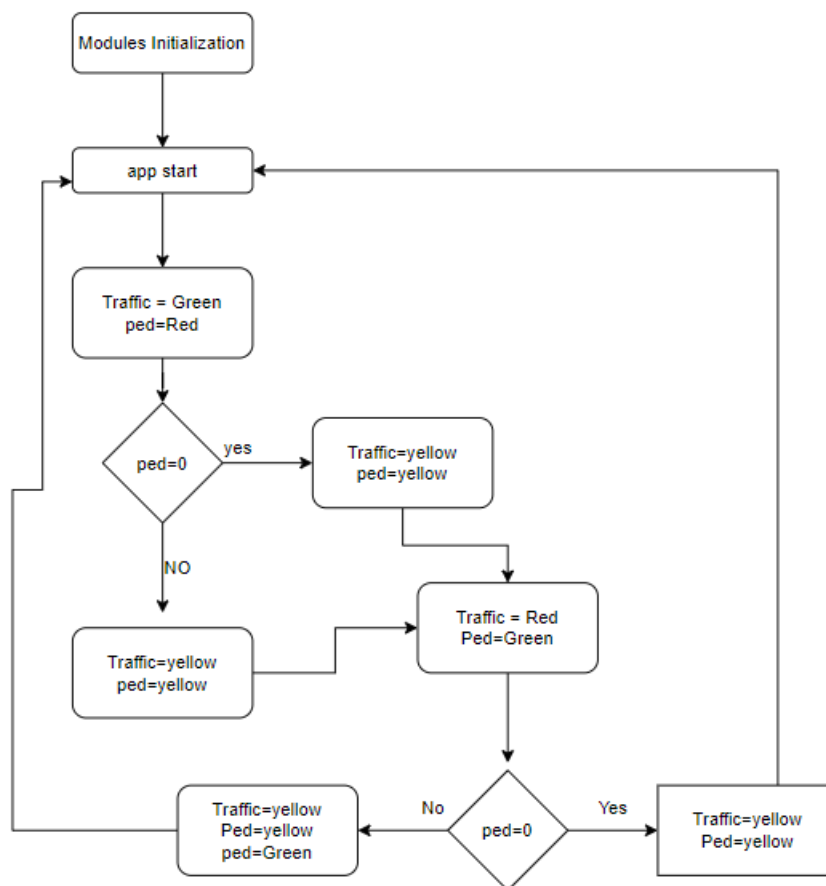 Modules Initialization
app start
Traffic = Green
ped=Red
ped=0
yes
Traffic=yellow
ped=yellow
NO
Traffic = Red
Ped=Green
Traffic=yellow
ped=yellow
Traffic=yellow
Ped=yellow
ped=Green
No
ped=0
Yes
Traffic=yellow
Ped=yellow